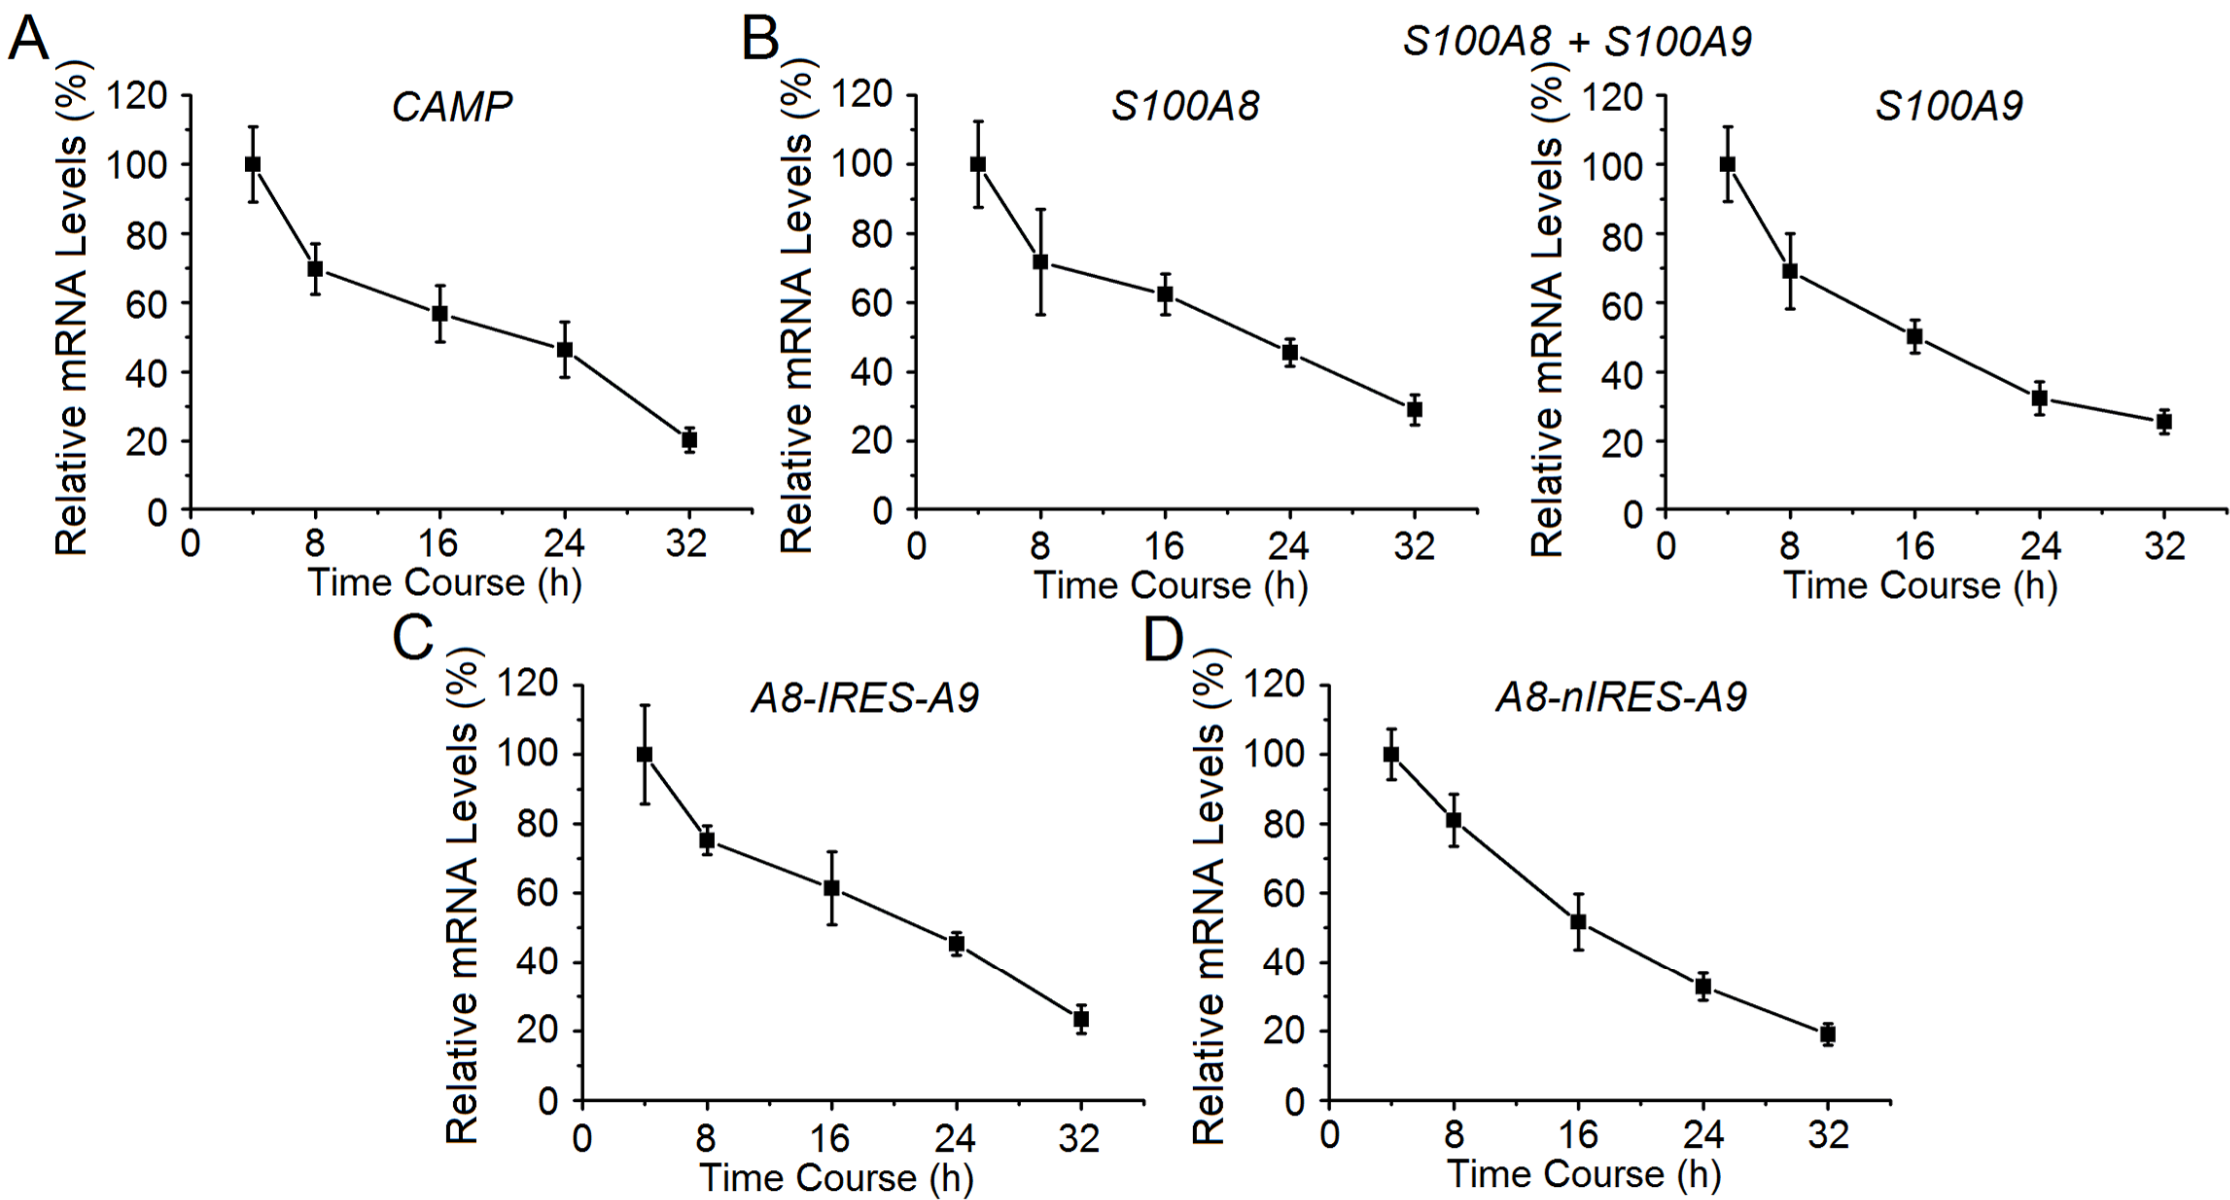 A
CAMP
Relative mRNA Levels (%)
120
100
80
60
40
20
0
0 8 16 24 32
Time Course (h)
B
S100A8 + S100A9
S100A8
Relative mRNA Levels (%)
120
100
80
60
40
20
0
0 8 16 24 32
Time Course (h)
S100A9
Relative mRNA Levels (%)
120
100
80
60
40
20
0
0 8 16 24 32
Time Course (h)
C
A8-IRES-A9
Relative mRNA Levels (%)
120
100
80
60
40
20
0
0 8 16 24 32
Time Course (h)
D
A8-nIRES-A9
Relative mRNA Levels (%)
120
100
80
60
40
20
0
0 8 16 24 32
Time Course (h)